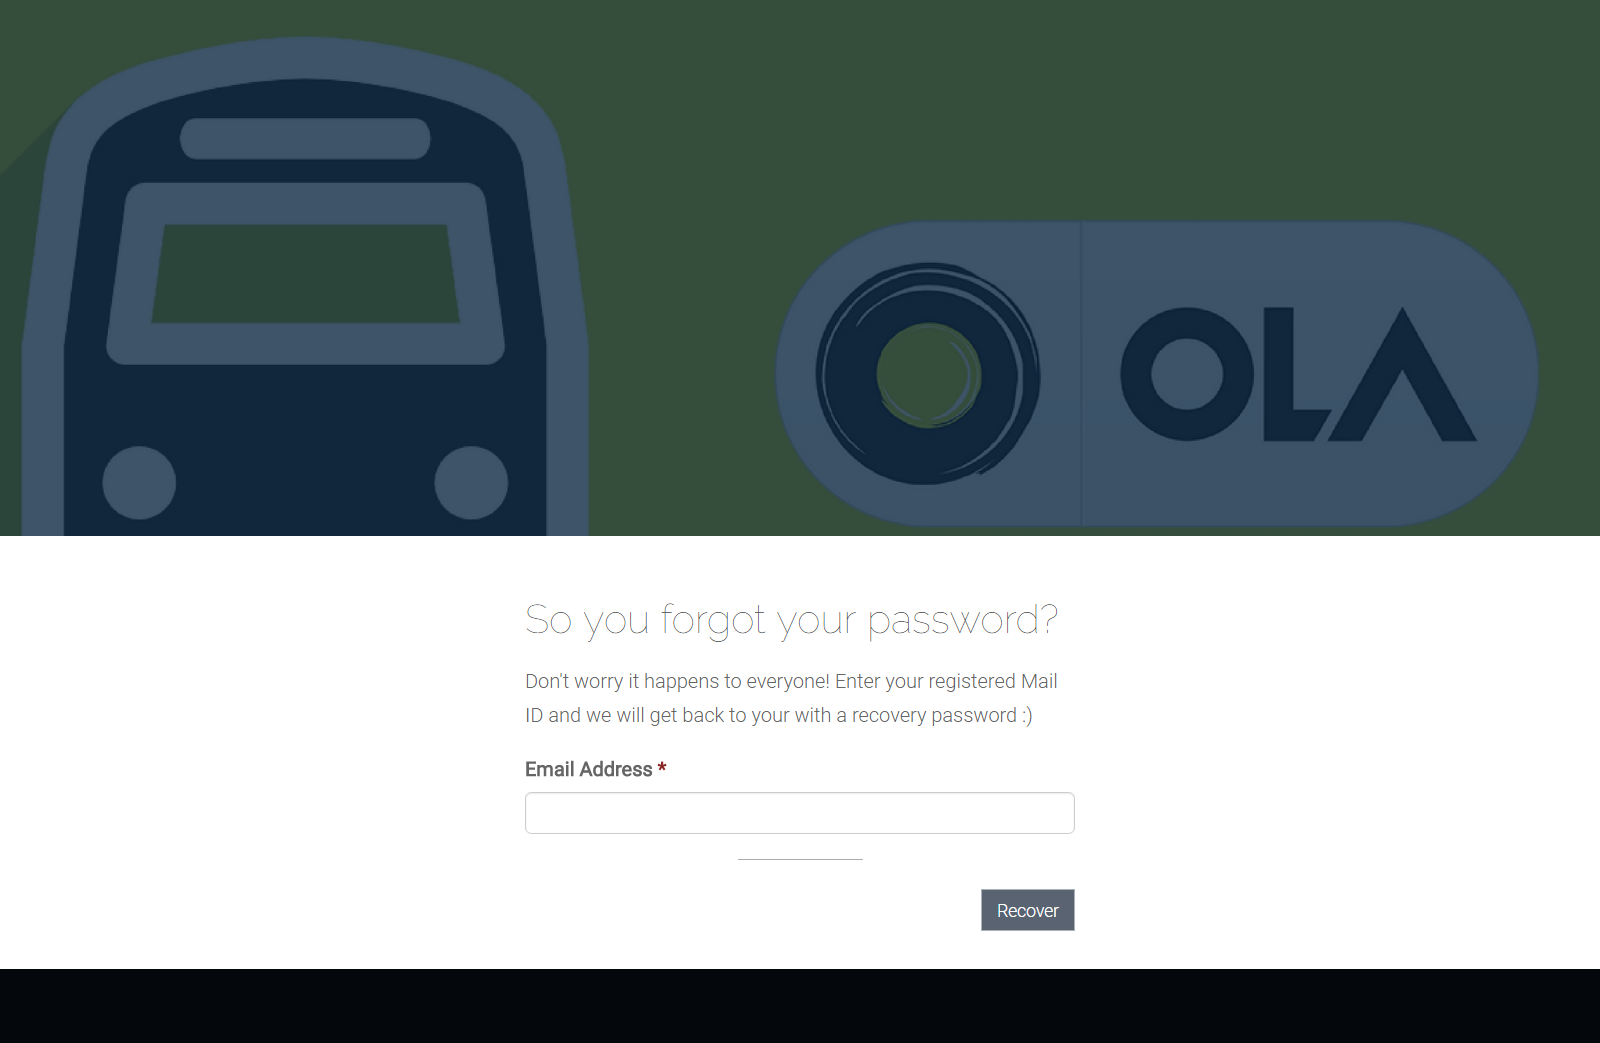 OLA
So you forgot your password?
Don't worry it happens to everyone! Enter your registered Mail
ID and we will get back to your with a recovery password :)
Email Address *
Recover